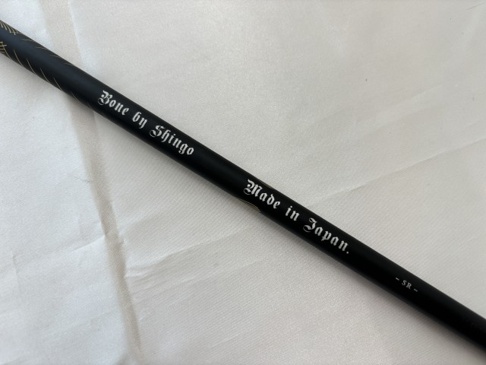 Bone by Shingo
Made in Japan.
- SR -